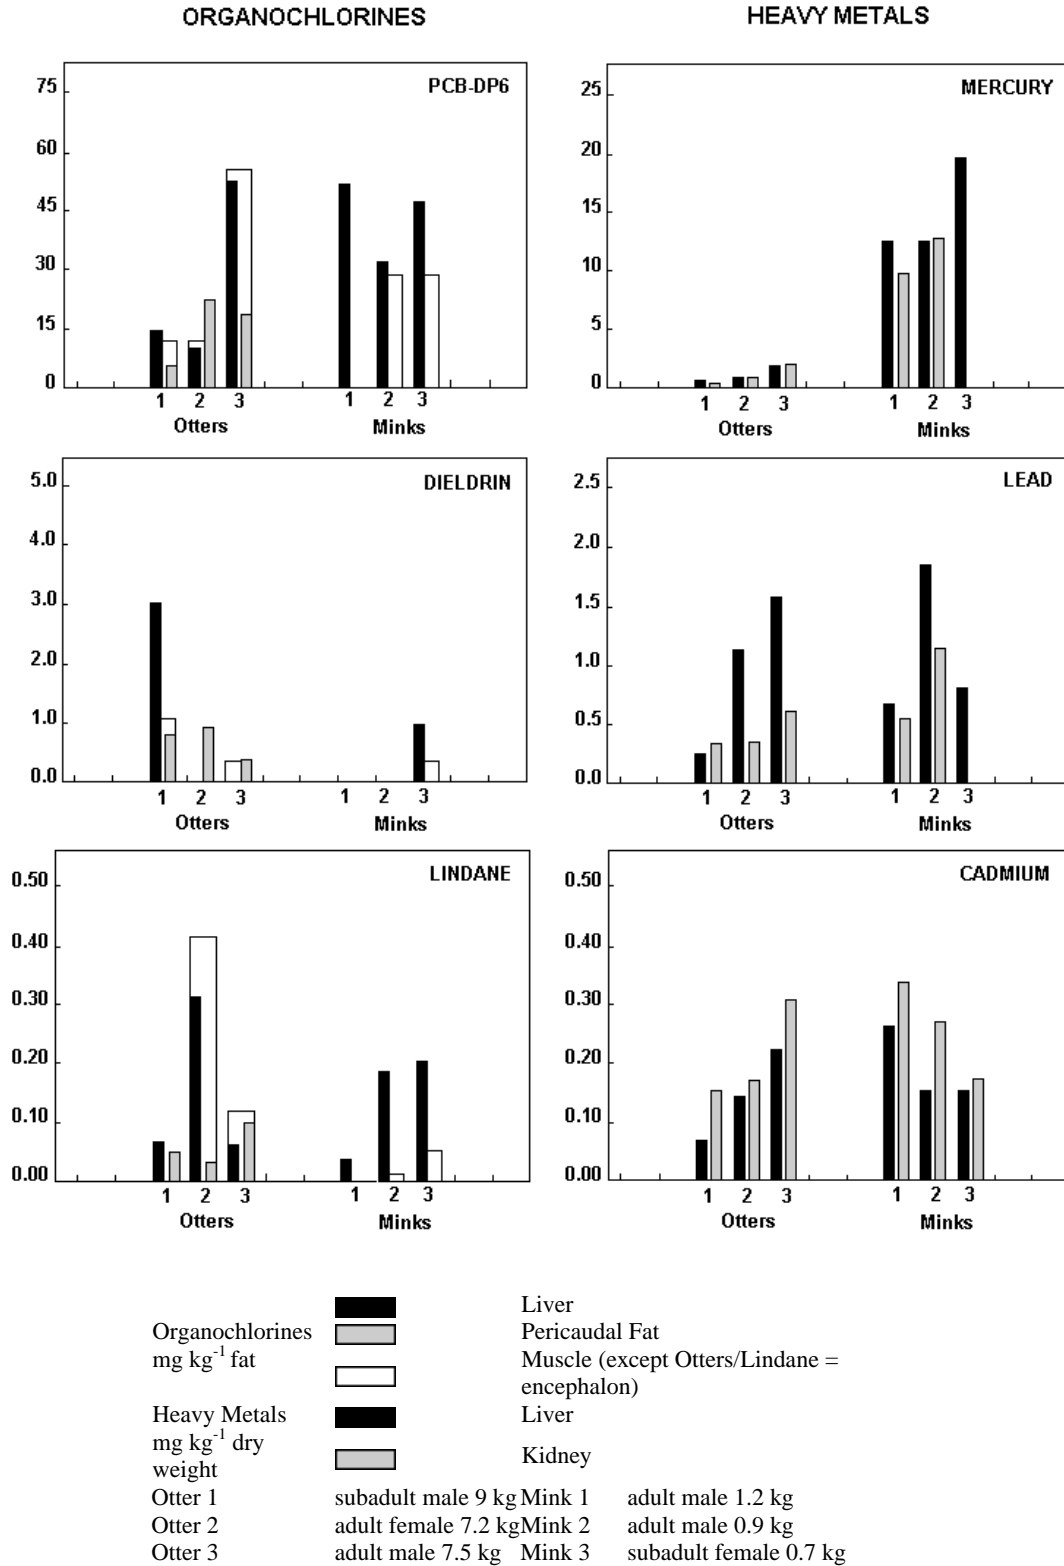 ORGANOCHLORINES
HEAVY METALS
PCB-DP6
75
60
45
30
15
0
1 2 3 1 2 3
Otters Minks
MERCURY
25
20
15
10
5
0
1 2 3 1 2 3
Otters Minks
DIELDRIN
5.0
4.0
3.0
2.0
1.0
0.0
1 2 3 1 2 3
Otters Minks
LEAD
2.5
2.0
1.5
1.0
0.5
0.0
1 2 3 1 2 3
Otters Minks
LINDANE
0.50
0.40
0.30
0.20
0.10
0.00
1 2 3 1 2 3
Otters Minks
CADMIUM
0.50
0.40
0.30
0.20
0.10
0.00
1 2 3 1 2 3
Otters Minks
Liver
Organochlorines Pericaudal Fat
mg kg⁻¹ fat Muscle (except Otters/Lindane =
encephalon)
Heavy Metals Liver
mg kg⁻¹ dry
weight Kidney
Otter 1 subadult male 9 kg Mink 1 adult male 1.2 kg
Otter 2 adult female 7.2 kg Mink 2 adult male 0.9 kg
Otter 3 adult male 7.5 kg Mink 3 subadult female 0.7 kg